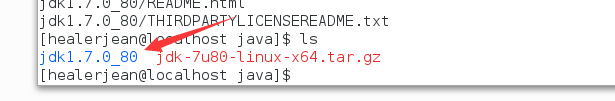 jdk1.7.0_80/README.html
jdk1.7.0_80/THIRDPARTYLICENSEREADME.txt
[healerjean@localhost java]$ ls
jdk1.7.0_80 jdk-7u80-linux-x64.tar.gz
[healerjean@localhost java]$